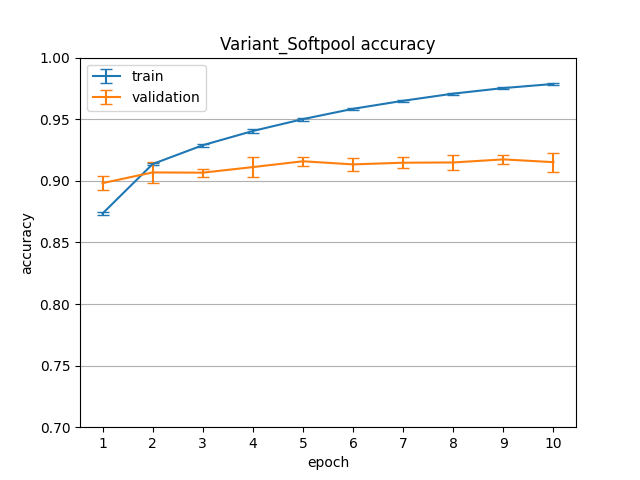 Variant_Softpool accuracy
train
validation
1.00
0.95
0.90
0.85
0.80
0.75
0.70
accuracy
1 2 3 4 5 6 7 8 9 10
epoch